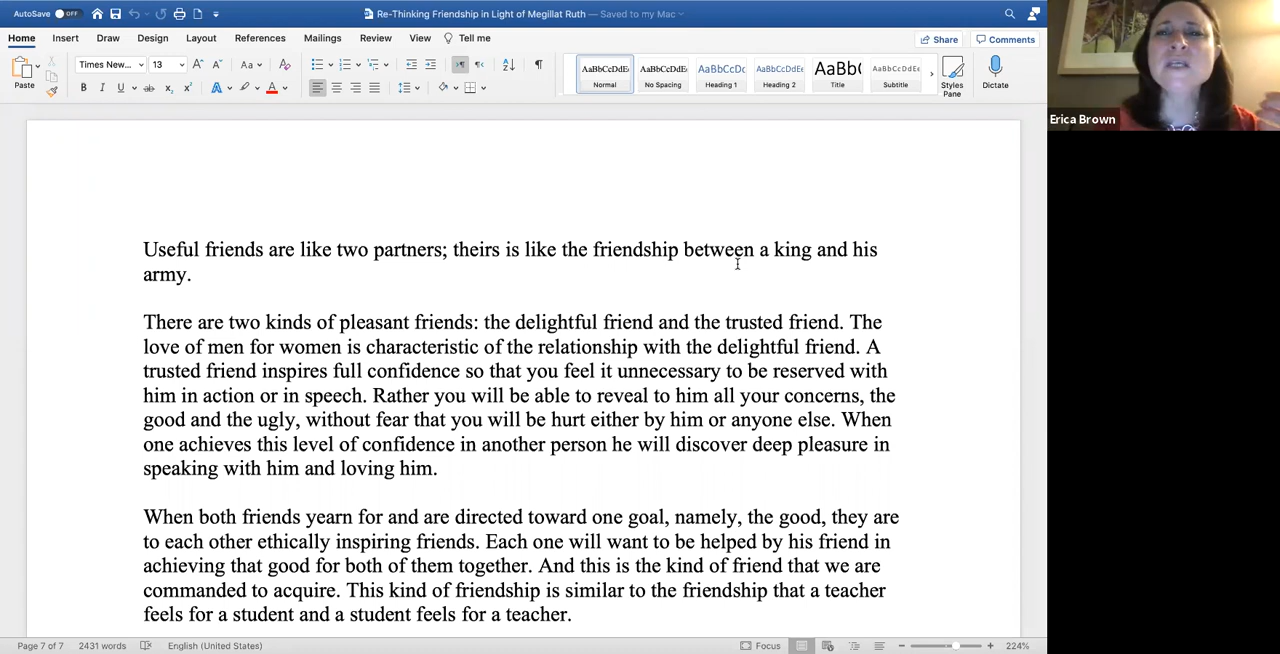 AutoSave OFF
Re-Thinking Friendship in Light of Megillat Ruth — Saved to my Mac
Home Insert Draw Design Layout References Mailings Review View Tell me
Share Comments
Paste
Times New... 13
Aa
AaBbCcDdEe AaBbCcDdEe AaBbCcDc AaBbCcDdEe AaBb( AaBbCcDdEe
Normal No Spacing Heading 1 Heading 2 Title Subtitle
Styles Pane
Dictate
Erica Brown
Useful friends are like two partners; theirs is like the friendship between a king and his
army.
There are two kinds of pleasant friends: the delightful friend and the trusted friend. The
love of men for women is characteristic of the relationship with the delightful friend. A
trusted friend inspires full confidence so that you feel it unnecessary to be reserved with
him in action or in speech. Rather you will be able to reveal to him all your concerns, the
good and the ugly, without fear that you will be hurt either by him or anyone else. When
one achieves this level of confidence in another person he will discover deep pleasure in
speaking with him and loving him.
When both friends yearn for and are directed toward one goal, namely, the good, they are
to each other ethically inspiring friends. Each one will want to be helped by his friend in
achieving that good for both of them together. And this is the kind of friend that we are
commanded to acquire. This kind of friendship is similar to the friendship that a teacher
feels for a student and a student feels for a teacher.
Page 7 of 7 2431 words English (United States) Focus 224%